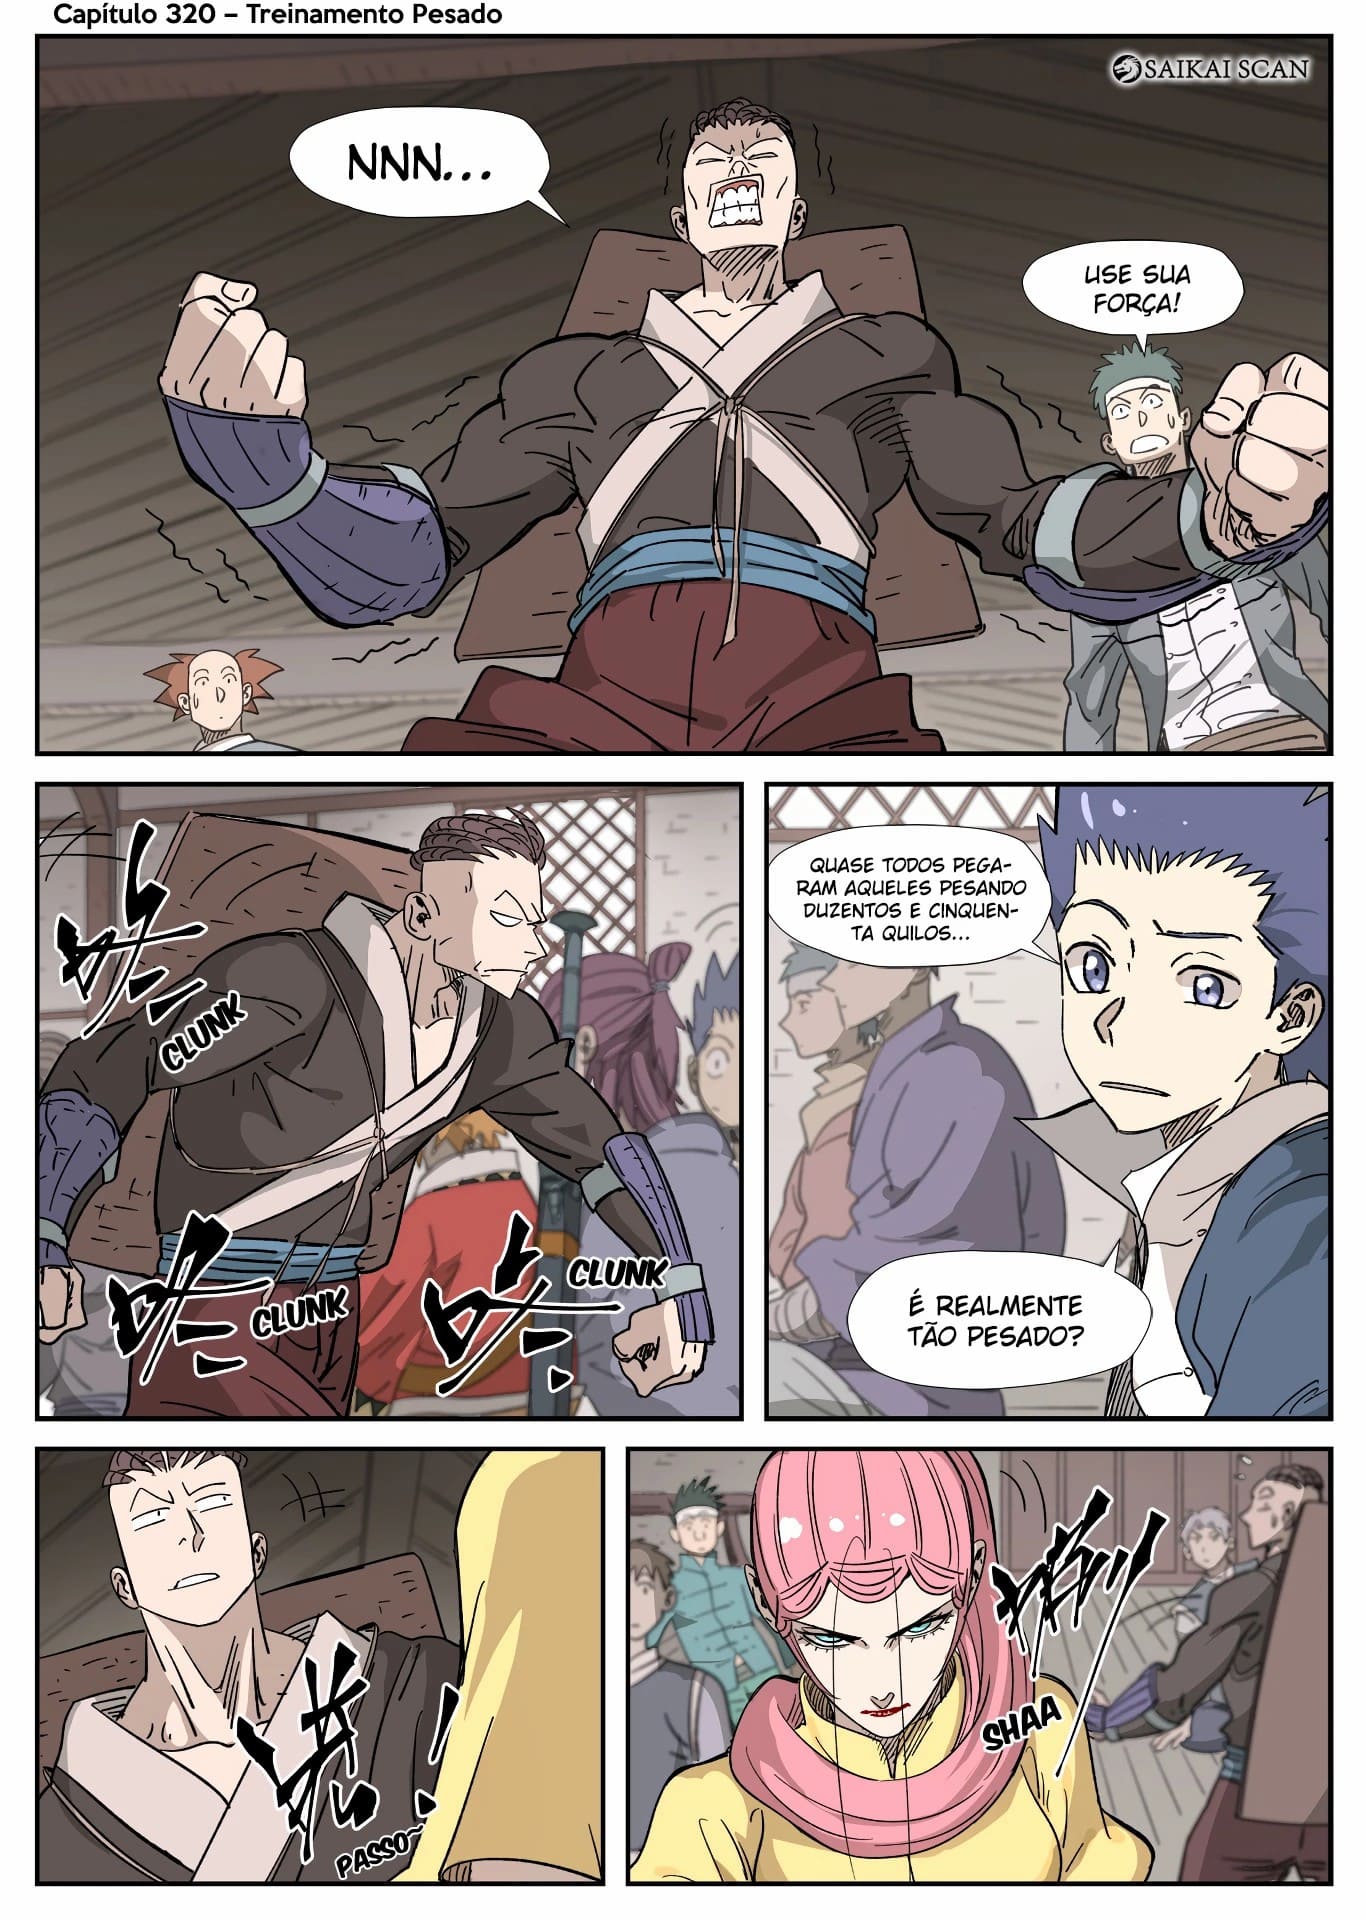 Capítulo 320 – Treinamento Pesado
SAIKAI SCAN
NNN...
USE SUA
FORÇA!
CLUNK
CLUNK
CLUNK
QUASE TODOS PEGA-
RAM AQUELES PESANDO
DUZENTOS E CINQUEN-
TA QUILOS...
É REALMENTE
TÃO PESADO?
PASSO~
SHAA